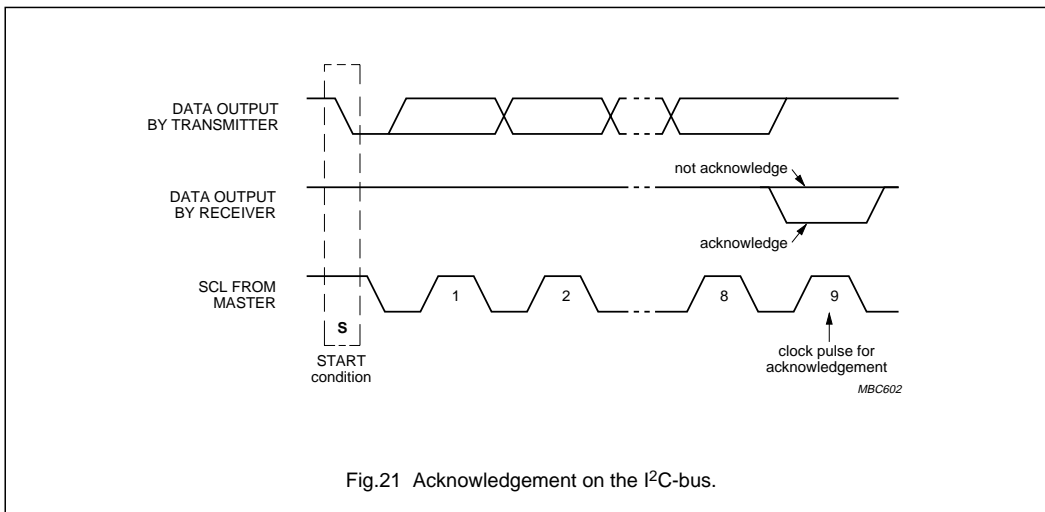 DATA OUTPUT
BY TRANSMITTER
not acknowledge
DATA OUTPUT
BY RECEIVER
acknowledge
SCL FROM
MASTER
1
2
8
9
S
START
condition
clock pulse for
acknowledgement
MBC602
Fig.21 Acknowledgement on the I²C-bus.